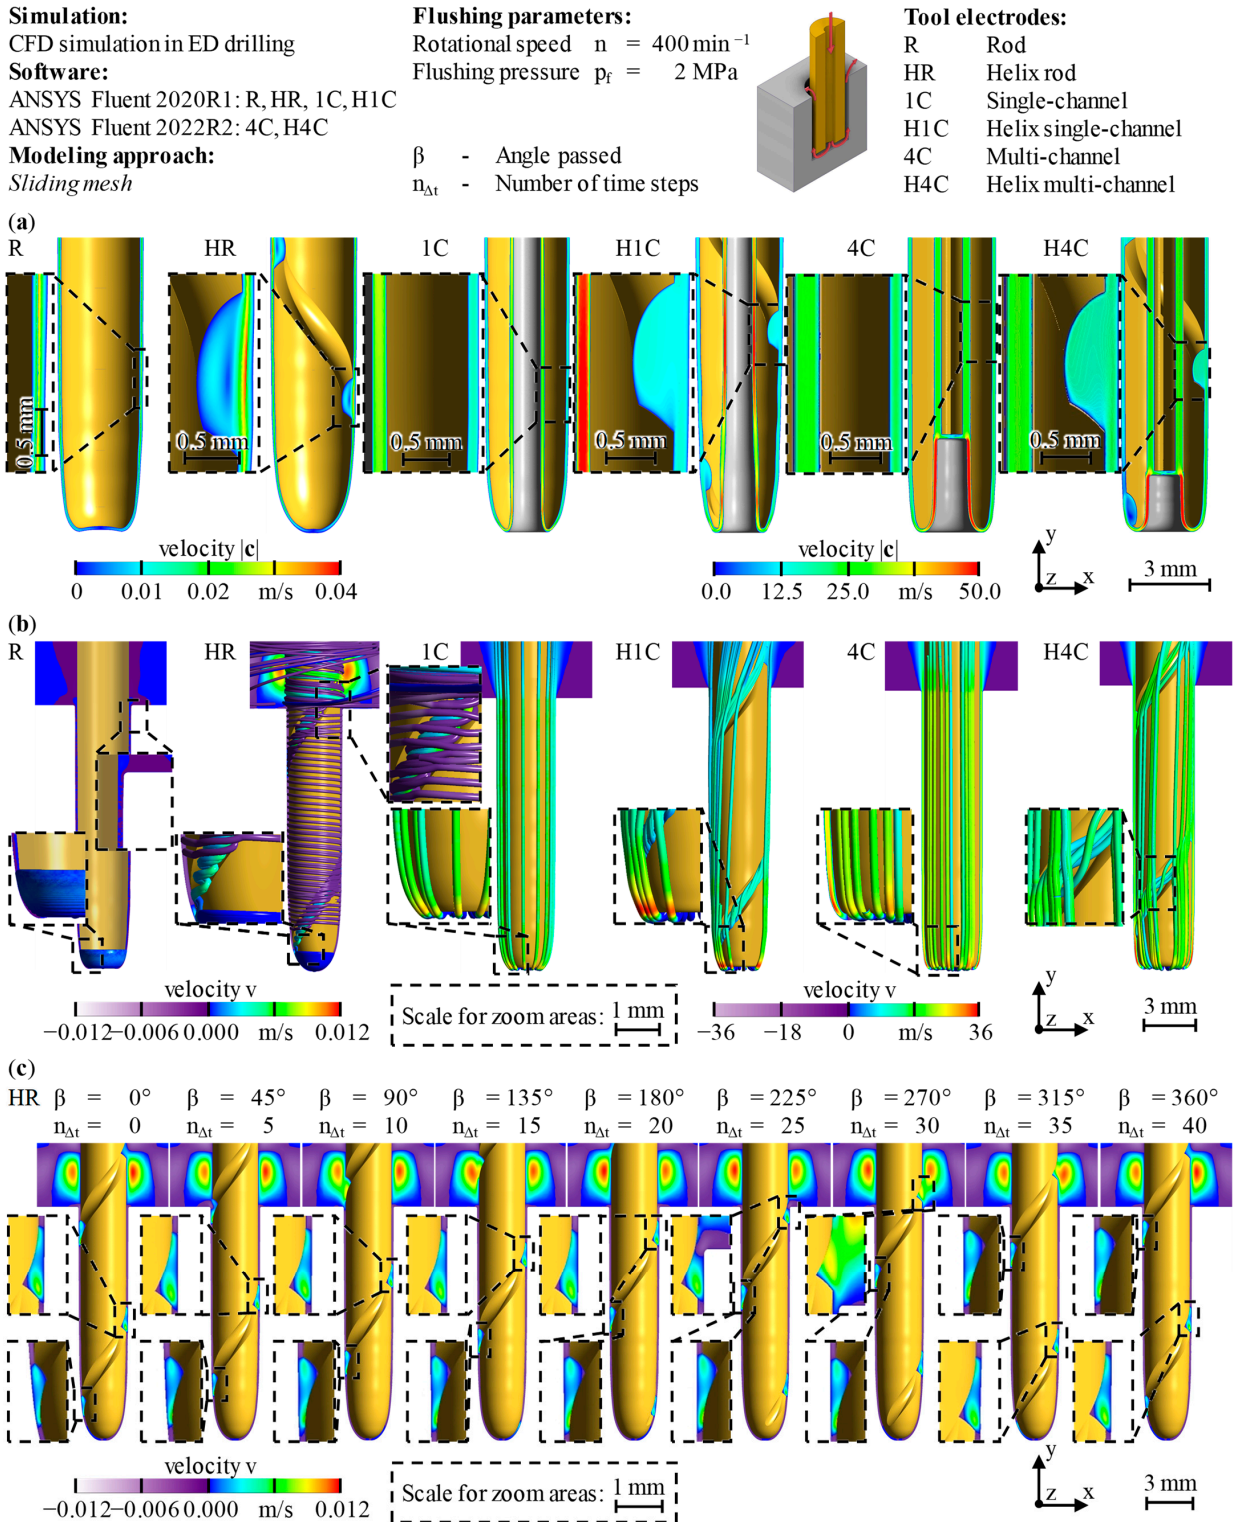 Simulation:
CFD simulation in ED drilling
Software:
ANSYS Fluent 2020R1: R, HR, 1C, H1C
ANSYS Fluent 2022R2: 4C, H4C
Modeling approach:
Sliding mesh
Flushing parameters:
Rotational speed n = 400 min⁻¹
Flushing pressure p_f = 2 MPa
β - Angle passed
n_Δt - Number of time steps
Tool electrodes:
R Rod
HR Helix rod
1C Single-channel
H1C Helix single-channel
4C Multi-channel
H4C Helix multi-channel
(a)
R HR 1C H1C 4C H4C
0.5 mm 0.5 mm 0.5 mm 0.5 mm 0.5 mm 0.5 mm
velocity |c|
0 0.01 0.02 m/s 0.04
velocity |c|
0.0 12.5 25.0 m/s 50.0
y
z x
3 mm
(b)
R HR 1C H1C 4C H4C
velocity v
−0.012 −0.006 0.000 m/s 0.012
Scale for zoom areas: 1 mm
velocity v
−36 −18 0 m/s 36
y
z x
3 mm
(c)
HR β = 0° β = 45° β = 90° β = 135° β = 180° β = 225° β = 270° β = 315° β = 360°
n_Δt = 0 n_Δt = 5 n_Δt = 10 n_Δt = 15 n_Δt = 20 n_Δt = 25 n_Δt = 30 n_Δt = 35 n_Δt = 40
velocity v
−0.012 −0.006 0.000 m/s 0.012
Scale for zoom areas: 1 mm
y
z x
3 mm